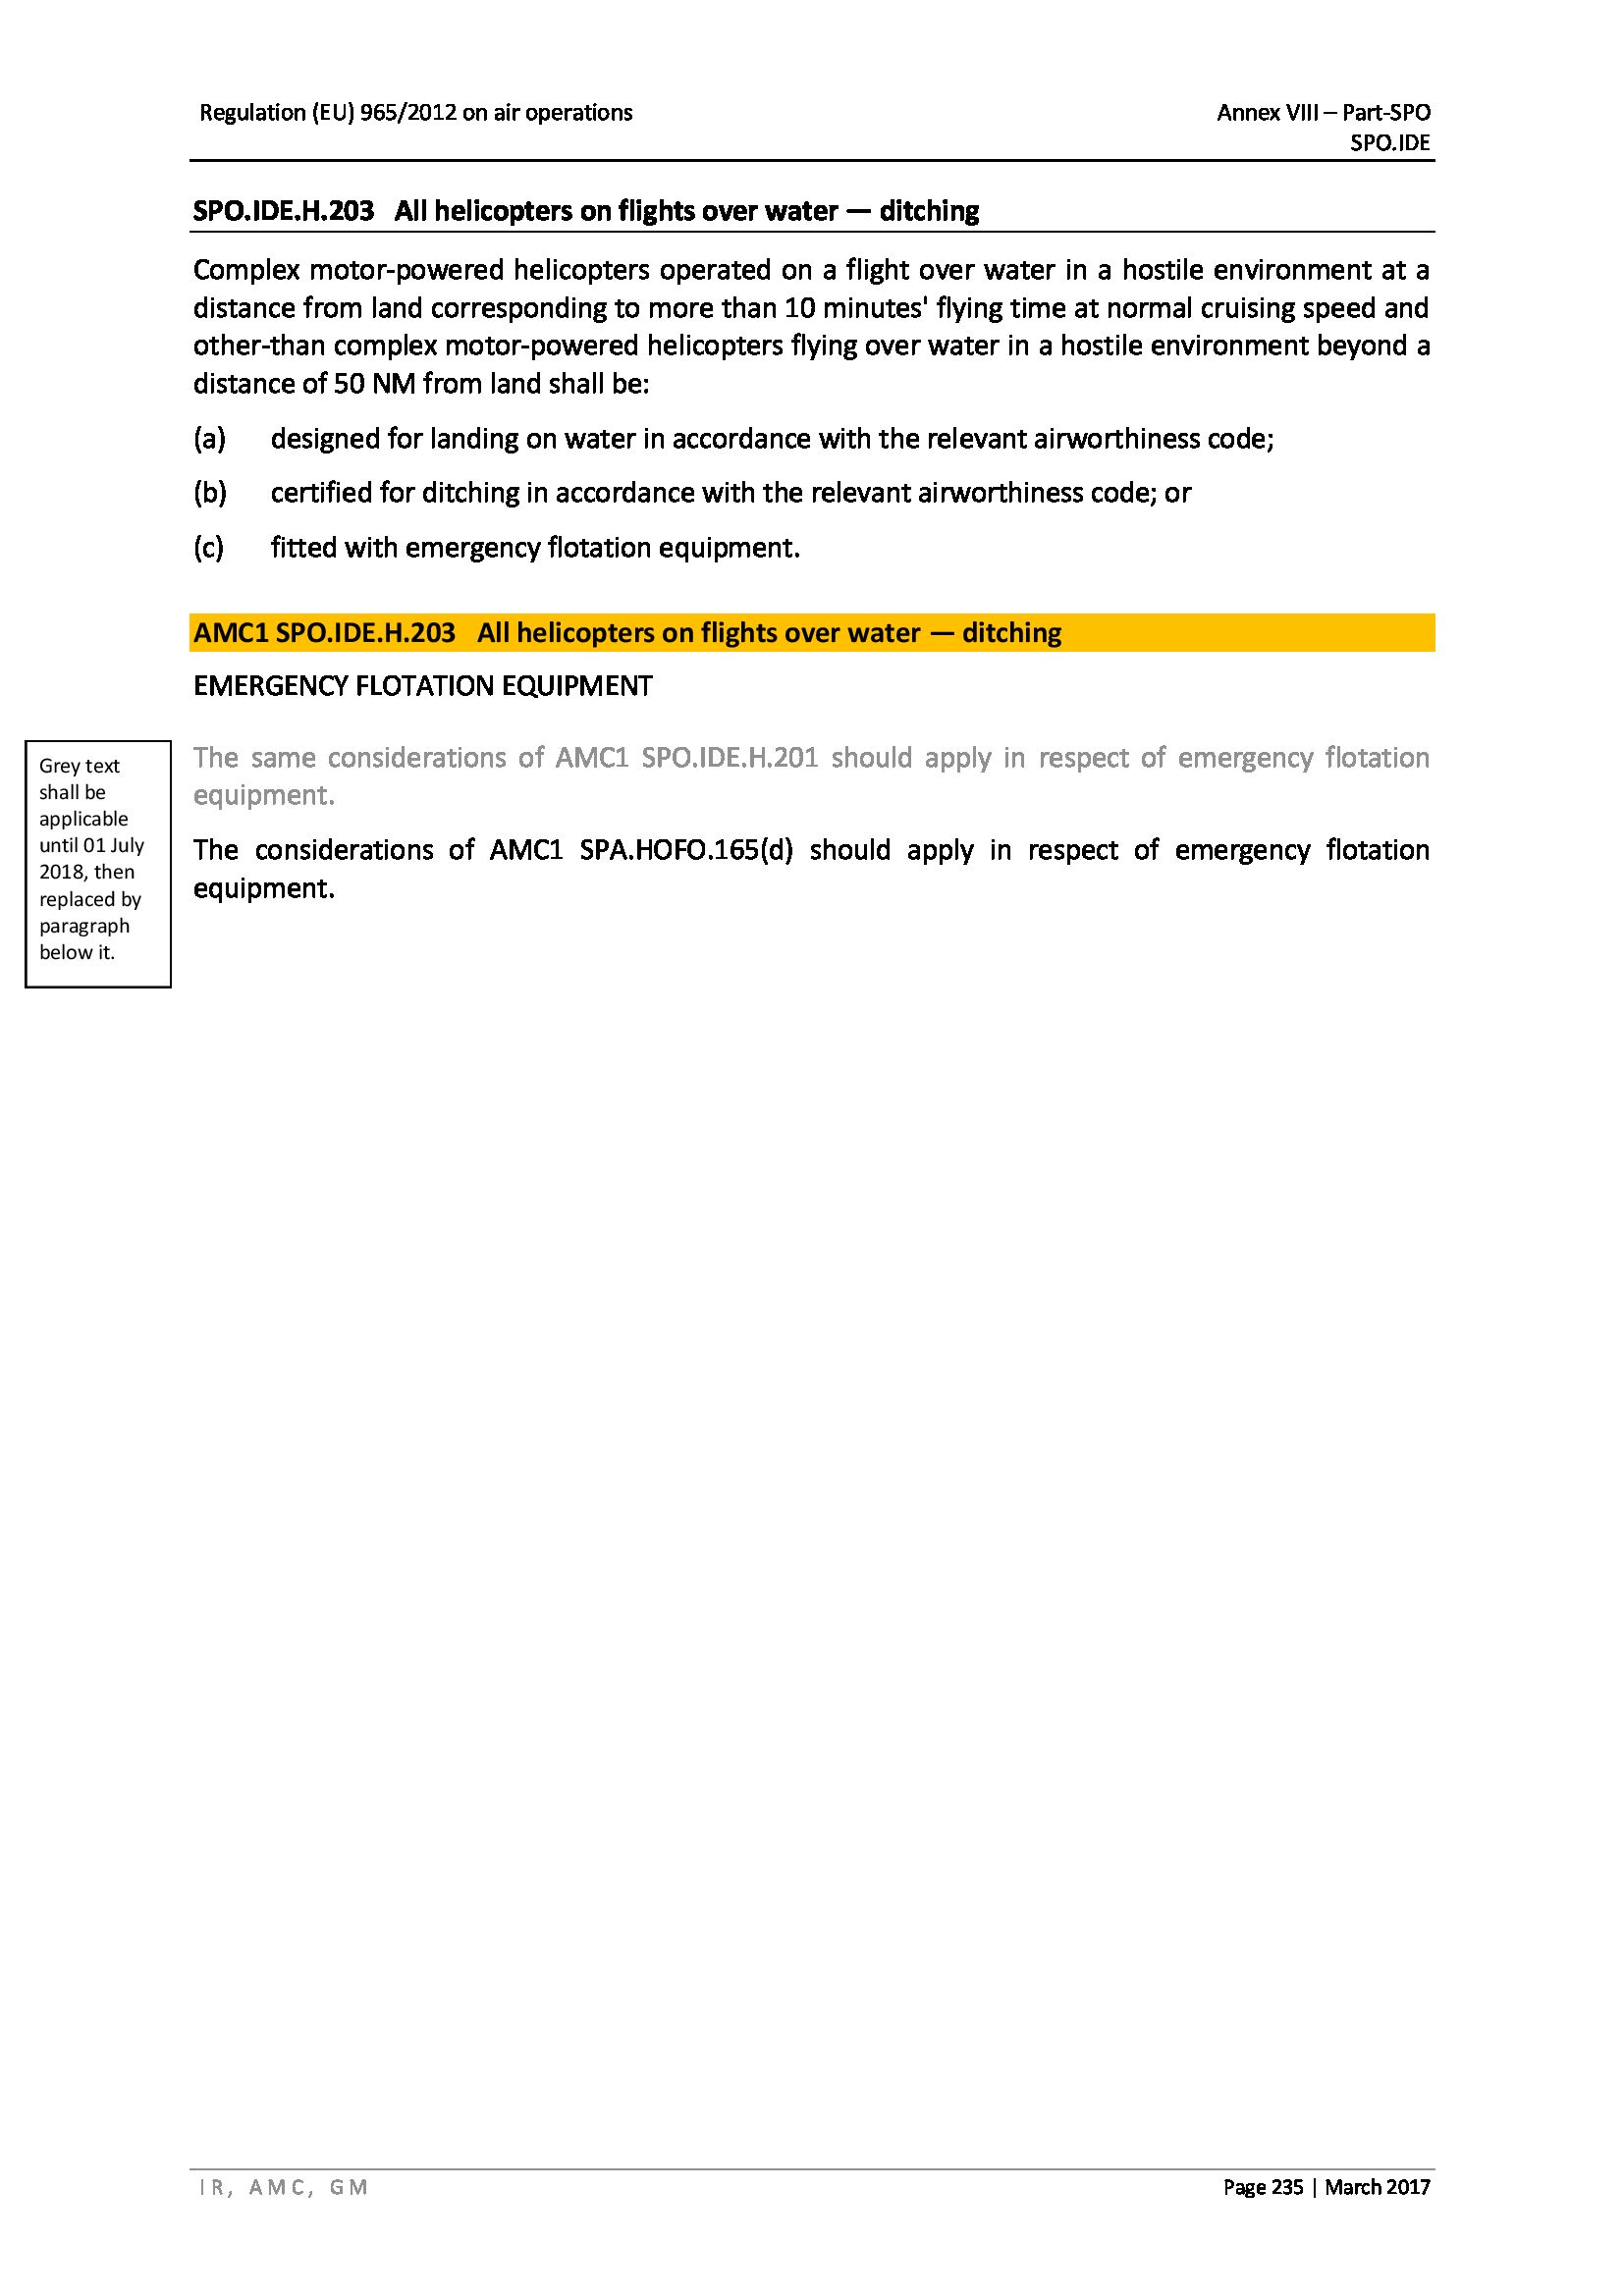 Regulation (EU) 965/2012 on air operations
Annex VIII – Part-SPO
SPO.IDE
SPO.IDE.H.203 All helicopters on flights over water — ditching
Complex motor-powered helicopters operated on a flight over water in a hostile environment at a
distance from land corresponding to more than 10 minutes' flying time at normal cruising speed and
other-than complex motor-powered helicopters flying over water in a hostile environment beyond a
distance of 50 NM from land shall be:
(a) designed for landing on water in accordance with the relevant airworthiness code;
(b) certified for ditching in accordance with the relevant airworthiness code; or
(c) fitted with emergency flotation equipment.
AMC1 SPO.IDE.H.203 All helicopters on flights over water — ditching
EMERGENCY FLOTATION EQUIPMENT
Grey text
shall be
applicable
until 01 July
2018, then
replaced by
paragraph
below it.
The same considerations of AMC1 SPO.IDE.H.201 should apply in respect of emergency flotation
equipment.
The considerations of AMC1 SPA.HOFO.165(d) should apply in respect of emergency flotation
equipment.
IR, AMC, GM
Page 235 | March 2017